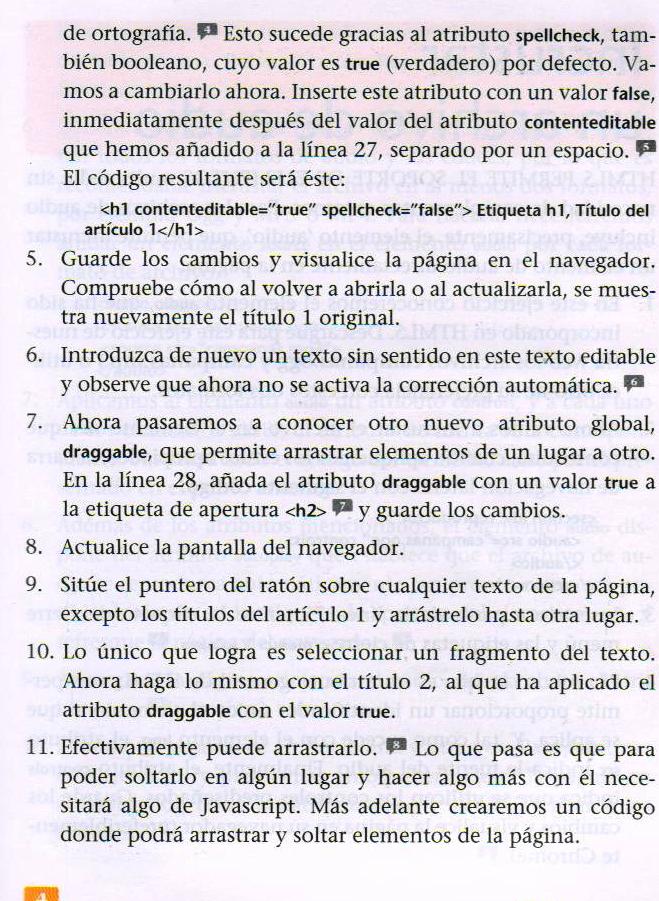 de ortografía. 4 Esto sucede gracias al atributo spellcheck, tam-
bién booleano, cuyo valor es true (verdadero) por defecto. Va-
mos a cambiarlo ahora. Inserte este atributo con un valor false,
inmediatamente después del valor del atributo contenteditable
que hemos añadido a la línea 27, separado por un espacio. 5
El código resultante será éste:
<h1 contenteditable="true" spellcheck="false"> Etiqueta h1, Título del
artículo 1</h1>
5. Guarde los cambios y visualice la página en el navegador.
Compruebe cómo al volver a abrirla o al actualizarla, se mues-
tra nuevamente el título 1 original.
6. Introduzca de nuevo un texto sin sentido en este texto editable
y observe que ahora no se activa la corrección automática. 6
7. Ahora pasaremos a conocer otro nuevo atributo global,
draggable, que permite arrastrar elementos de un lugar a otro.
En la línea 28, añada el atributo draggable con un valor true a
la etiqueta de apertura <h2> 7 y guarde los cambios.
8. Actualice la pantalla del navegador.
9. Sitúe el puntero del ratón sobre cualquier texto de la página,
excepto los títulos del artículo 1 y arrástrelo hasta otra lugar.
10. Lo único que logra es seleccionar un fragmento del texto.
Ahora haga lo mismo con el título 2, al que ha aplicado el
atributo draggable con el valor true.
11. Efectivamente puede arrastrarlo. 8 Lo que pasa es que para
poder soltarlo en algún lugar y hacer algo más con él nece-
sitará algo de Javascript. Más adelante crearemos un código
donde podrá arrastrar y soltar elementos de la página.